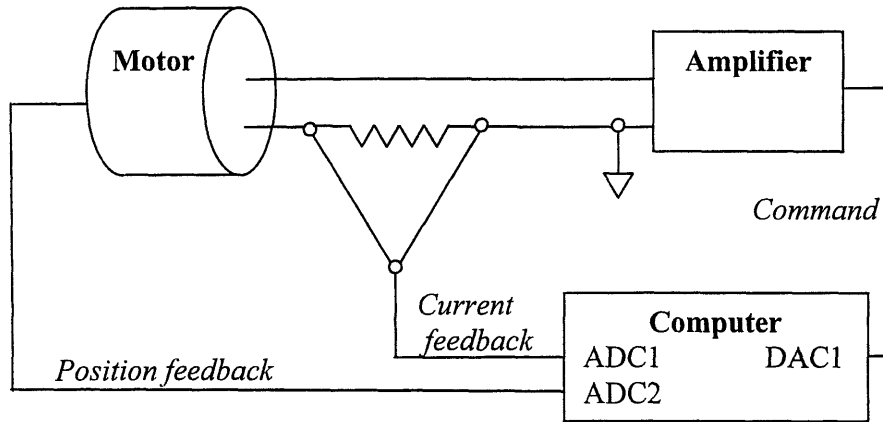 Motor
Amplifier
Command
Current
feedback
Computer
ADC1 DAC1
Position feedback
ADC2